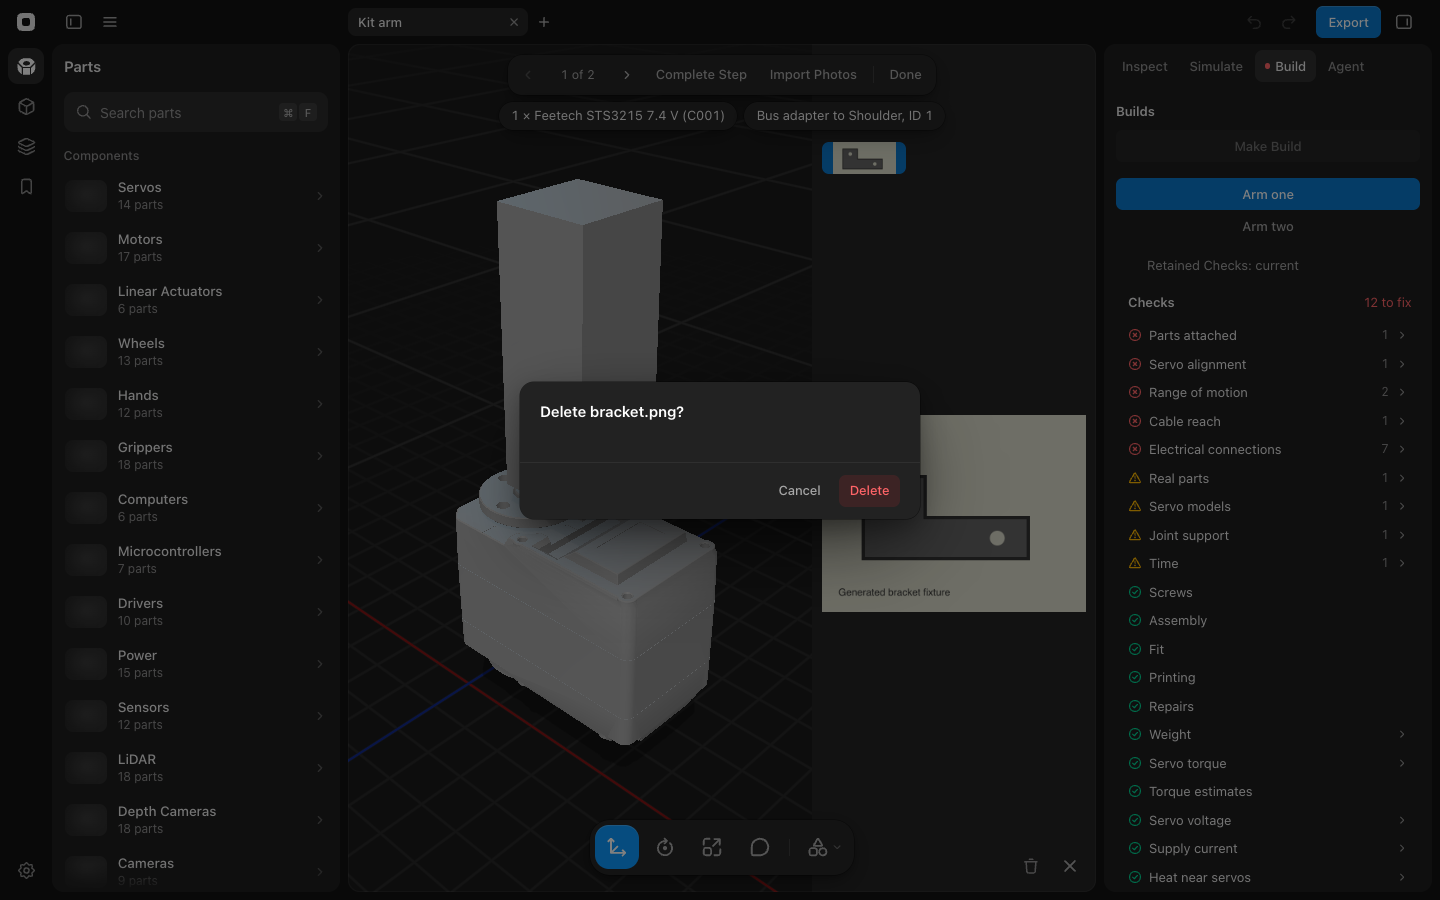 Kit arm
Export
Parts
Search parts
⌘ F
Components
Servos
14 parts
Motors
17 parts
Linear Actuators
6 parts
Wheels
13 parts
Hands
12 parts
Grippers
18 parts
Computers
6 parts
Microcontrollers
7 parts
Drivers
10 parts
Power
15 parts
Sensors
12 parts
LiDAR
18 parts
Depth Cameras
18 parts
Cameras
9 parts
1 of 2
Complete Step
Import Photos
Done
1 × Feetech STS3215 7.4 V (C001)
Bus adapter to Shoulder, ID 1
Delete bracket.png?
Cancel
Delete
Generated bracket fixture
Inspect
Simulate
Build
Agent
Builds
Make Build
Arm one
Arm two
Retained Checks: current
Checks
12 to fix
Parts attached 1
Servo alignment 1
Range of motion 2
Cable reach 1
Electrical connections 7
Real parts 1
Servo models 1
Joint support 1
Time 1
Screws
Assembly
Fit
Printing
Repairs
Weight
Servo torque
Torque estimates
Servo voltage
Supply current
Heat near servos